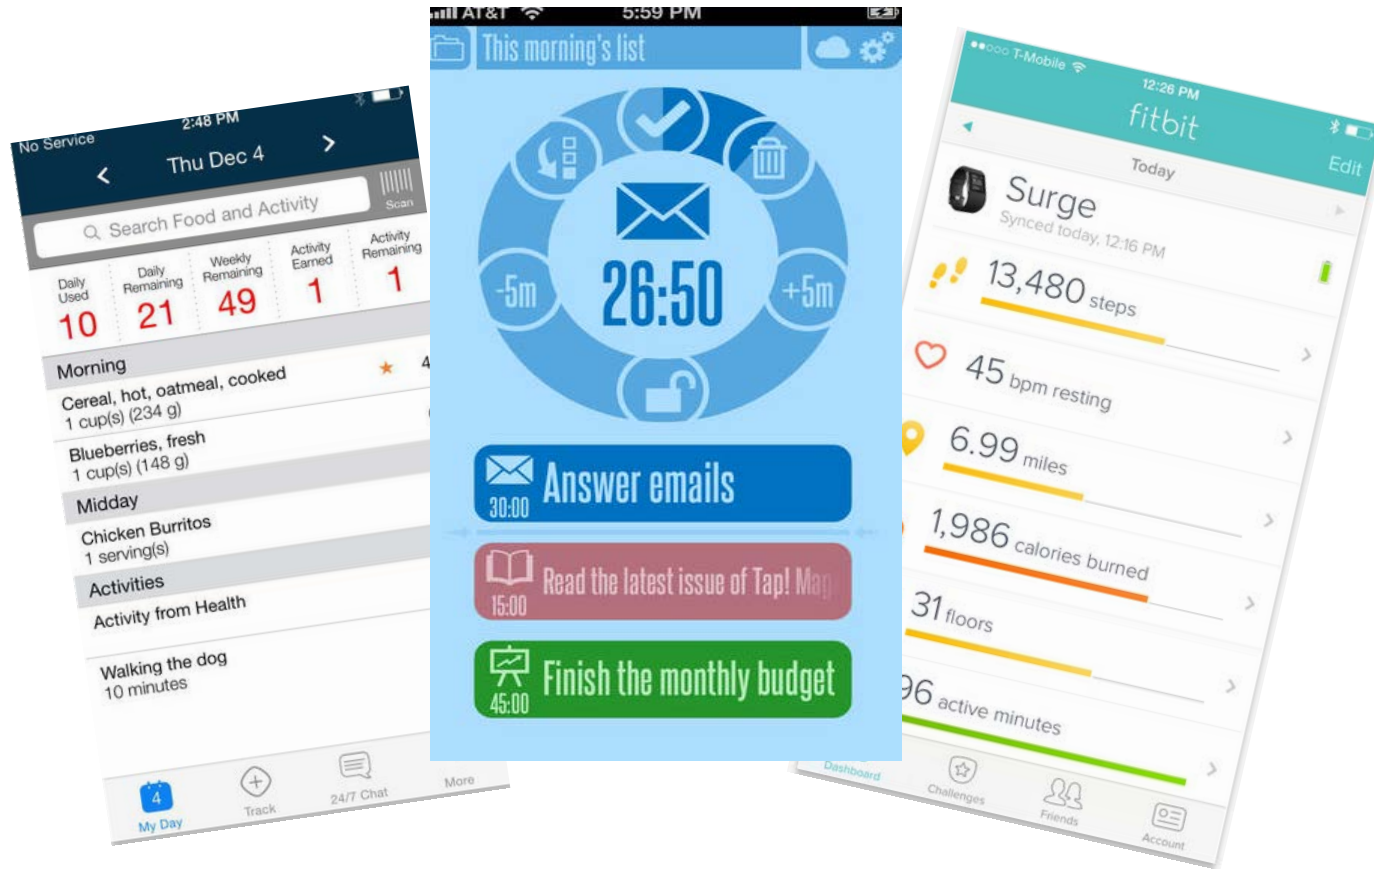 No Service
2:48 PM
Thu Dec 4
Search Food and Activity
Scan
Daily Used
10
Daily Remaining
21
Weekly Remaining
49
Activity Earned
1
Activity Remaining
1
Morning
Cereal, hot, oatmeal, cooked
4
1 cup(s) (234 g)
Blueberries, fresh
1 cup(s) (148 g)
Midday
Chicken Burritos
1 serving(s)
Activities
Activity from Health
Walking the dog
10 minutes
4
My Day
Track
24/7 Chat
More
AT&T
5:59 PM
This morning's list
-5m
26:50
+5m
Answer emails
30:00
Read the latest issue of Tap!
15:00
Finish the monthly budget
45:00
T-Mobile
12:26 PM
fitbit
Edit
Today
Surge
Synced today, 12:16 PM
13,480 steps
45 bpm resting
6.99 miles
1,986 calories burned
31 floors
96 active minutes
Dashboard
Challenges
Friends
Account